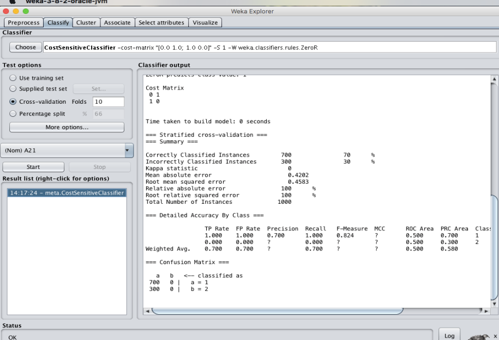 weka-3-8-2-oracle-jvm
Weka Explorer
Preprocess Classify Cluster Associate Select attributes Visualize
Classifier
Choose CostSensitiveClassifier -cost-matrix "[0.0 1.0; 1.0 0.0]" -S 1 -W weka.classifiers.rules.ZeroR
Test options
Use training set
Supplied test set Set...
Cross-validation Folds 10
Percentage split % 66
More options...
(Nom) A21
Start Stop
Result list (right-click for options)
14:17:24 - meta.CostSensitiveClassifier
Classifier output
ZeroR predicts class value: 1
Cost Matrix
0 1
1 0
Time taken to build model: 0 seconds
=== Stratified cross-validation ===
=== Summary ===
Correctly Classified Instances 700 70 %
Incorrectly Classified Instances 300 30 %
Kappa statistic 0
Mean absolute error 0.4202
Root mean squared error 0.4583
Relative absolute error 100 %
Root relative squared error 100 %
Total Number of Instances 1000
=== Detailed Accuracy By Class ===
TP Rate FP Rate Precision Recall F-Measure MCC ROC Area PRC Area Clas
1.000 1.000 0.700 1.000 0.824 ? 0.500 0.700 1
0.000 0.000 ? 0.000 ? ? 0.500 0.300 2
Weighted Avg. 0.700 0.700 ? 0.700 ? ? 0.500 0.580
=== Confusion Matrix ===
a b <-- classified as
700 0 | a = 1
300 0 | b = 2
Status
OK
Log
x